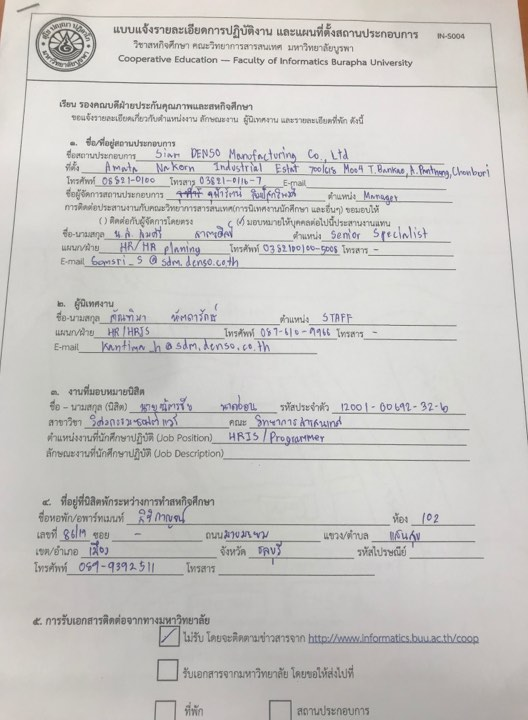 แบบแจ้งรายละเอียดการปฏิบัติงาน และแผนที่ตั้งสถานประกอบการ IN-S004
วิชาสหกิจศึกษา คณะวิทยาการสารสนเทศ มหาวิทยาลัยบูรพา
Cooperative Education — Faculty of Informatics Burapha University
เรียน รองคณบดีฝ่ายประกันคุณภาพและสหกิจศึกษา
ขอแจ้งรายละเอียดเกี่ยวกับตำแหน่งงาน ลักษณะงาน ผู้นิเทศงาน และรายละเอียดที่พัก ดังนี้
๑. ชื่อ/ที่อยู่สถานประกอบการ
ชื่อสถานประกอบการ Siam DENSO Manufacturing Co., Ltd
ที่ตั้ง Amata Nakorn Industrial Estat 700/618 Moo4 T.Bankao, A.Panthong, Chonburi
โทรศัพท์ 03821-0100 โทรสาร 03821-0116-7 E-mail
ชื่อผู้จัดการสถานประกอบการ ตำแหน่ง Manager
การติดต่อประสานงานกับคณะวิทยาการสารสนเทศ(การนิเทศงานนักศึกษา และอื่นๆ) ขอมอบให้
( ) ติดต่อกับผู้จัดการโดยตรง (/) มอบหมายให้บุคคลต่อไปนี้ประสานงานแทน
ชื่อ-นามสกุล น.ส. ตำแหน่ง Senior Specialist
แผนก/ฝ่าย HR/HR planing โทรศัพท์ 0382100100-5008 โทรสาร -
E-mail Gomsri_s@sdm.denso.co.th
๒. ผู้นิเทศงาน
ชื่อ-นามสกุล กัณฑิมา ตำแหน่ง STAFF
แผนก/ฝ่าย HR/HRIS โทรศัพท์ 087-610-9966 โทรสาร -
E-mail kantima_h@sdm.denso.co.th
๓. งานที่มอบหมายนิสิต
ชื่อ - นามสกุล (นิสิต) นาย รหัสประจำตัว 12001-60692-32-6
สาขาวิชา วิศวกรรมซอฟต์แวร์ คณะ วิทยาการสารสนเทศ
ตำแหน่งงานที่นักศึกษาปฏิบัติ (Job Position) HRIS / Programmer
ลักษณะงานที่นักศึกษาปฏิบัติ (Job Description)
๔. ที่อยู่ที่นิสิตพักระหว่างการทำสหกิจศึกษา
ชื่อหอพัก/อพาร์ทเมนท์ ห้อง 102
เลขที่ 86/9 ซอย - ถนน แขวง/ตำบล แสนสุข
เขต/อำเภอ เมือง จังหวัด ชลบุรี รหัสไปรษณีย์
โทรศัพท์ 089-9392511 โทรสาร
๕. การรับเอกสารติดต่อจากทางมหาวิทยาลัย
ไม่รับ โดยจะติดตามข่าวสารจาก http://www.informatics.buu.ac.th/coop
รับเอกสารจากมหาวิทยาลัย โดยขอให้ส่งไปที่
ที่พัก สถานประกอบการ